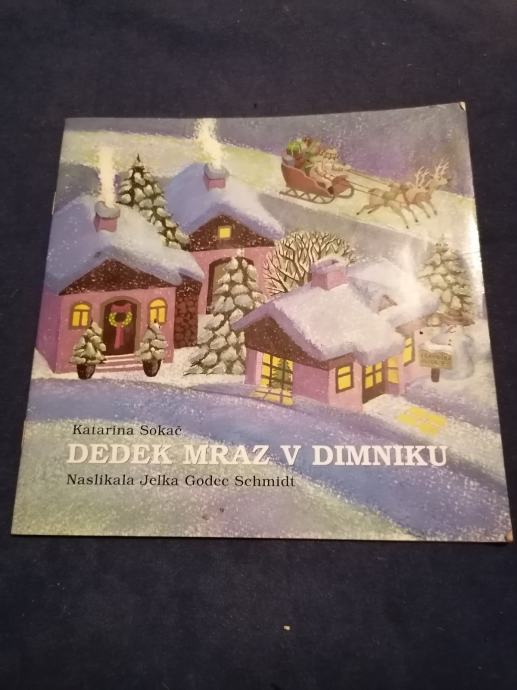 Katarina Sokač
DEDEK MRAZ V DIMNIKU
Naslikala Jelka Godec Schmidt